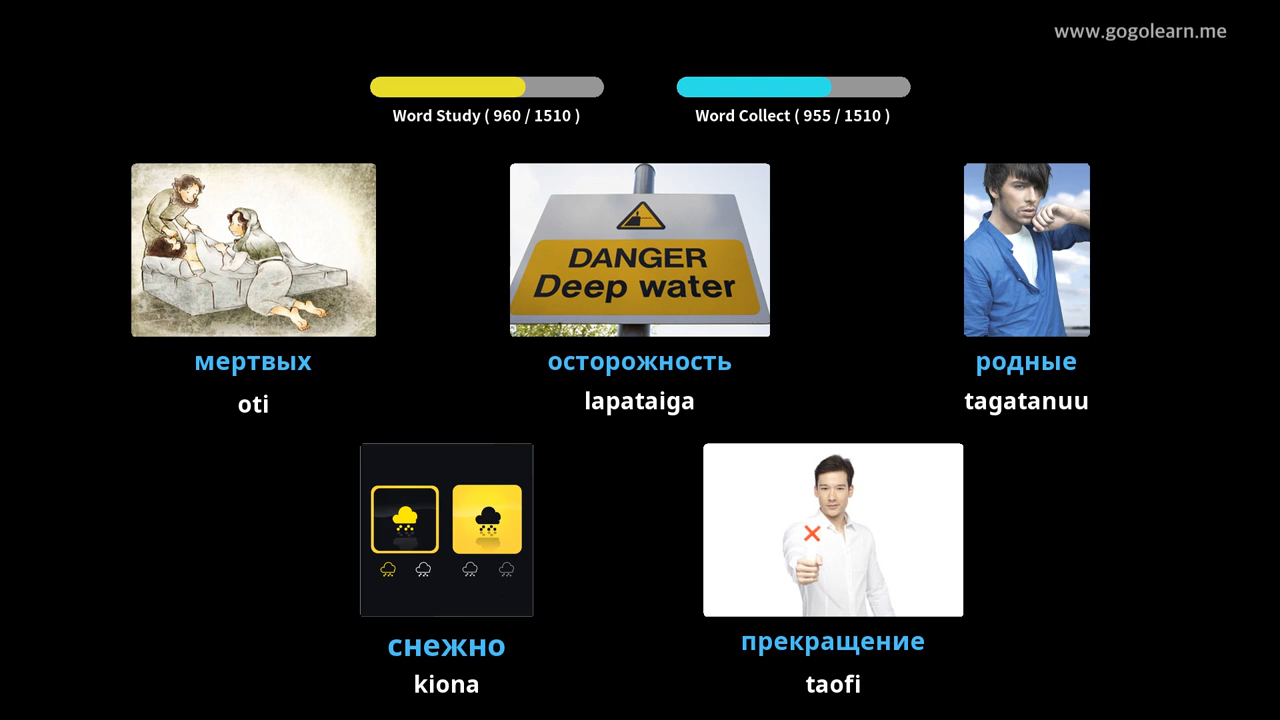 www.gogolearn.me
Word Study ( 960 / 1510 )
Word Collect ( 955 / 1510 )
DANGER
Deep water
мертвых
осторожность
родные
oti
lapataiga
tagatanuu
снежно
прекращение
kiona
taofi